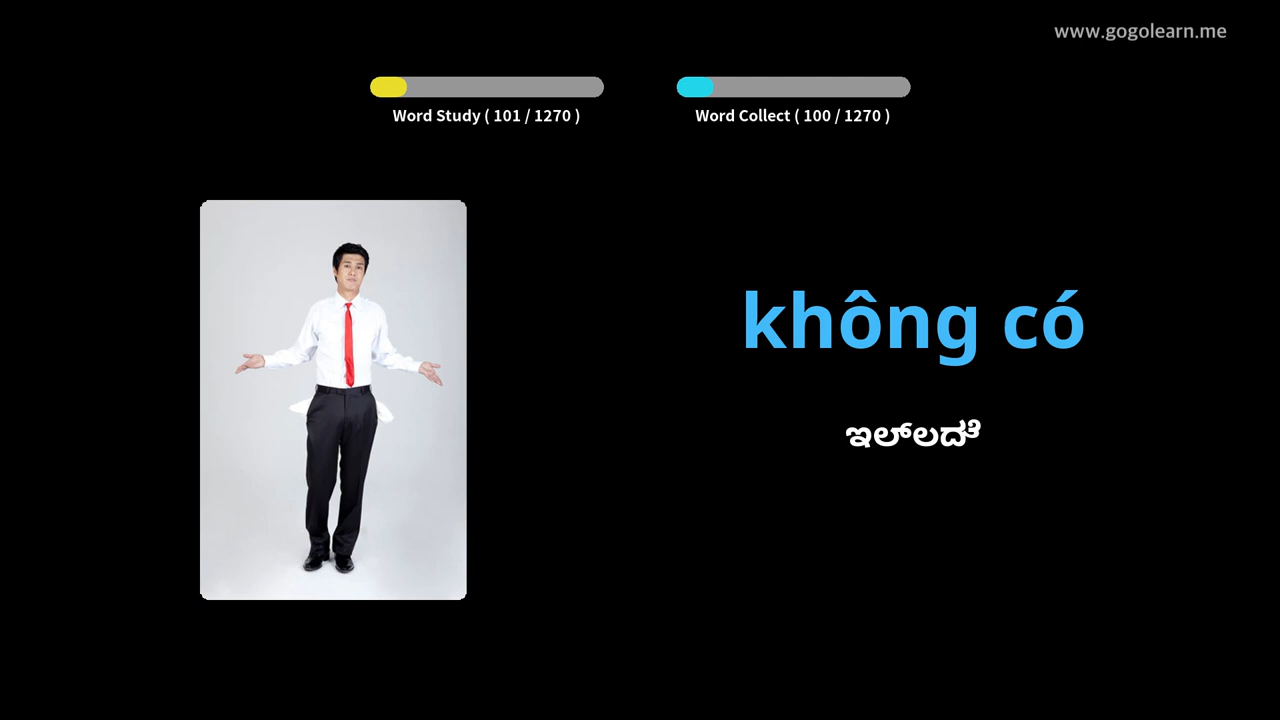 www.gogolearn.me
Word Study ( 101 / 1270 )
Word Collect ( 100 / 1270 )
không có
ಇಲ್ಲದೆ